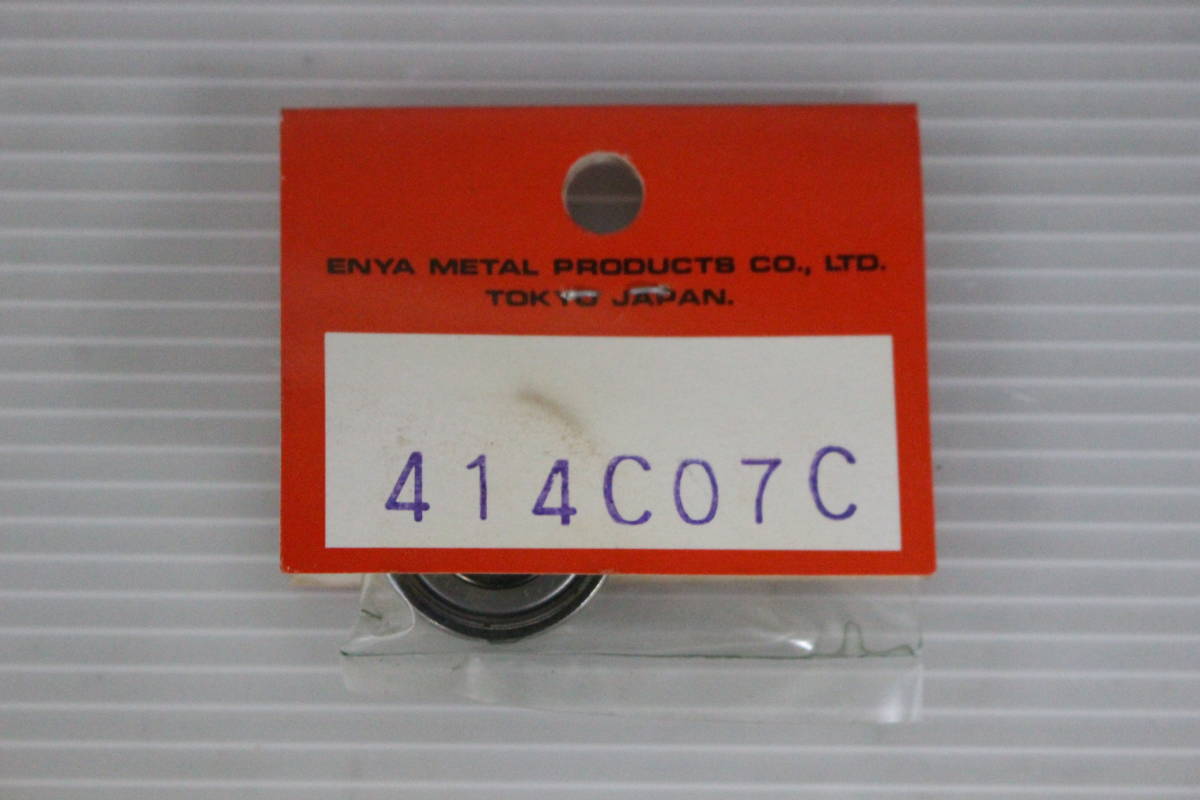 ENYA METAL PRODUCTS CO., LTD.
TOKYO JAPAN.
414C07C